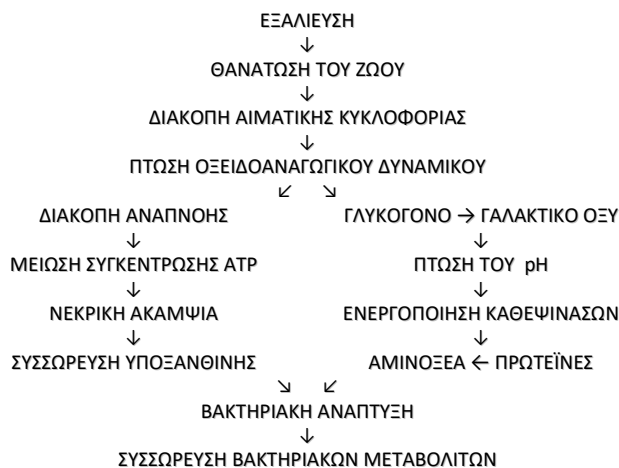 ΕΞΑΛΙΕΥΣΗ
↓
ΘΑΝΑΤΩΣΗ ΤΟΥ ΖΩΟΥ
↓
ΔΙΑΚΟΠΗ ΑΙΜΑΤΙΚΗΣ ΚΥΚΛΟΦΟΡΙΑΣ
↓
ΠΤΩΣΗ ΟΞΕΙΔΟΑΝΑΓΩΓΙΚΟΥ ΔΥΝΑΜΙΚΟΥ
↙ ↘
ΔΙΑΚΟΠΗ ΑΝΑΠΝΟΗΣ
↓
ΜΕΙΩΣΗ ΣΥΓΚΕΝΤΡΩΣΗΣ ATP
↓
ΝΕΚΡΙΚΗ ΑΚΑΜΨΙΑ
↓
ΣΥΣΣΩΡΕΥΣΗ ΥΠΟΞΑΝΘΙΝΗΣ
ΓΛΥΚΟΓΟΝΟ → ΓΑΛΑΚΤΙΚΟ ΟΞΥ
↓
ΠΤΩΣΗ ΤΟΥ pH
↓
ΕΝΕΡΓΟΠΟΙΗΣΗ ΚΑΘΕΨΙΝΑΣΩΝ
↓
ΑΜΙΝΟΞΕΑ ← ΠΡΩΤΕΪΝΕΣ
↘ ↙
ΒΑΚΤΗΡΙΑΚΗ ΑΝΑΠΤΥΞΗ
↓
ΣΥΣΣΩΡΕΥΣΗ ΒΑΚΤΗΡΙΑΚΩΝ ΜΕΤΑΒΟΛΙΤΩΝ